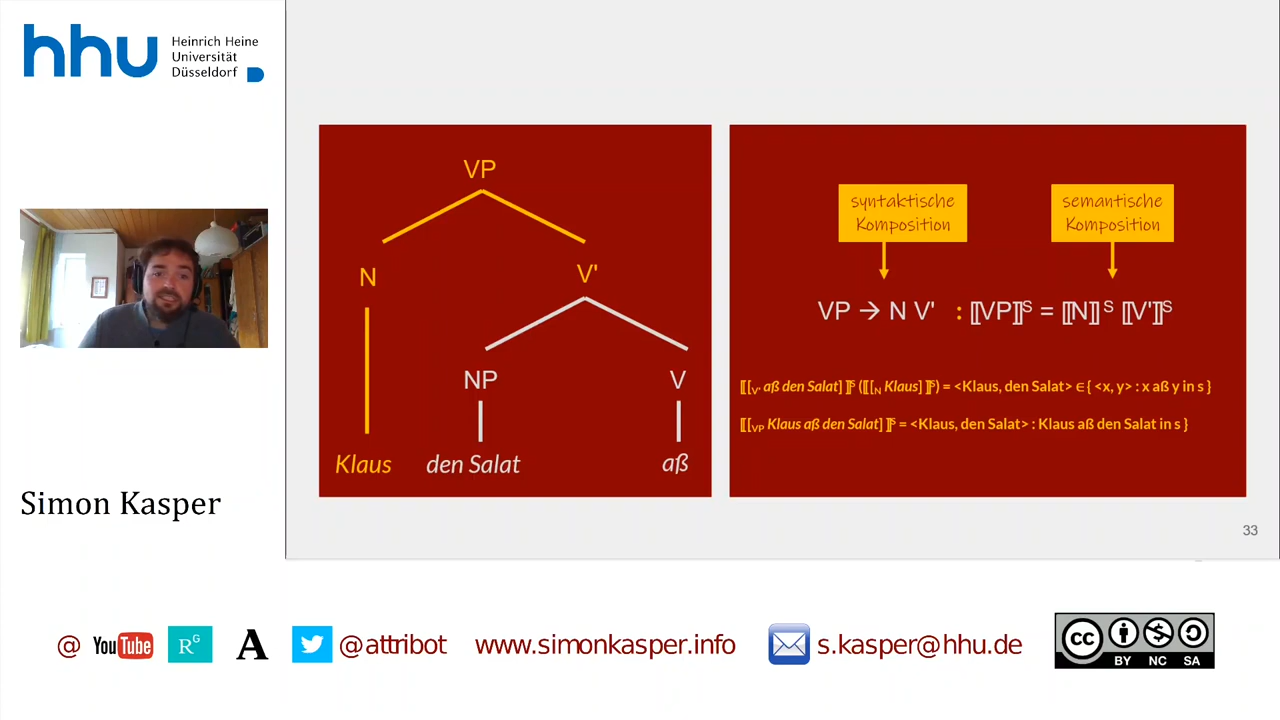 hhu Heinrich Heine
Universität
Düsseldorf
Simon Kasper
VP
N V'
NP V
Klaus den Salat aß
syntaktische
Komposition
semantische
Komposition
VP → N V' : ⟦VP⟧ˢ = ⟦N⟧ˢ ⟦V'⟧ˢ
⟦[V' aß den Salat]⟧ˢ (⟦[N Klaus]⟧ˢ) = <Klaus, den Salat> ∈ { <x, y> : x aß y in s }
⟦[VP Klaus aß den Salat]⟧ˢ = <Klaus, den Salat> : Klaus aß den Salat in s }
33
@ YouTube RG A @attribot www.simonkasper.info s.kasper@hhu.de
cc BY NC SA